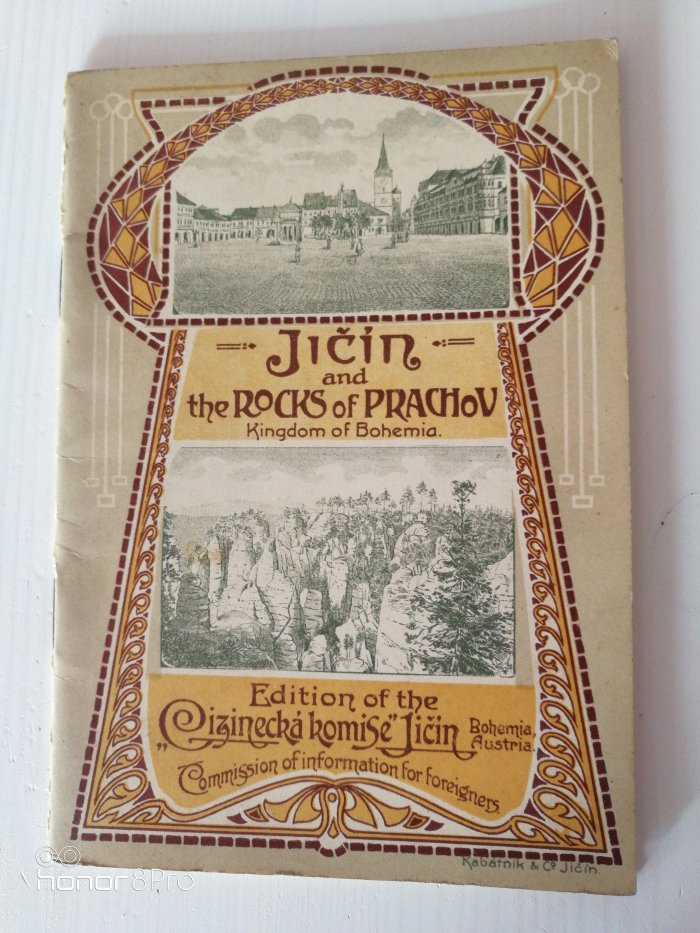 Jičín
and
the ROCKS of PRACHOV
Kingdom of Bohemia.
Edition of the
„Cizinecká komise" Jičín Bohemia,
Austria.
Commission of information for foreigners.
Kabátník & Co Jičín.
honor 8 Pro